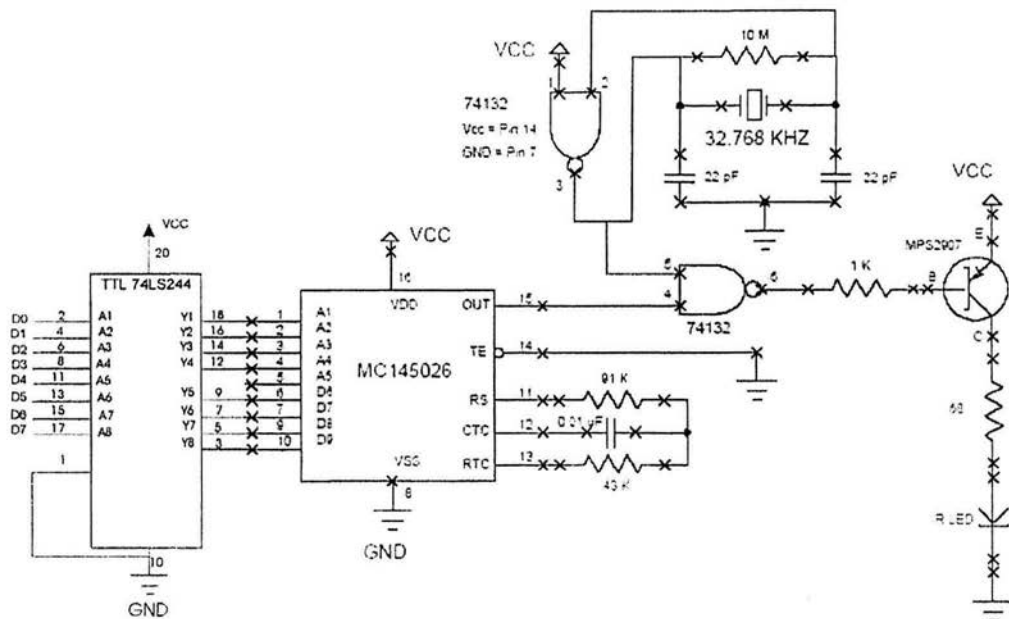 10 M
VCC
1
2
74132
Vcc = Pin 14
GND = Pin 7
32.768 KHZ
3
22 pF
22 pF
VCC
VCC
20
VCC
MPS2907
E
TTL 74LS244
16
5
6
1 K
B
D0 2 A1 Y1 18 1 A1 VDD OUT 15 4
D1 4 A2 Y2 16 2 A2
74132
D2 6 A3 Y3 14 3 A3 TE 14
C
D3 8 A4 Y4 12 4 A4
D4 11 A5 5 A5
MC145026
D5 13 A6 Y5 9 6 D6 RS 11 91 K
D6 15 A7 Y6 7 7 D7
68
D7 17 A8 Y7 5 9 D8 CTC 12 0.01 uF
Y8 3 10 D9
1
VSS RTC 13
8
43 K
R LED
GND
10
GND